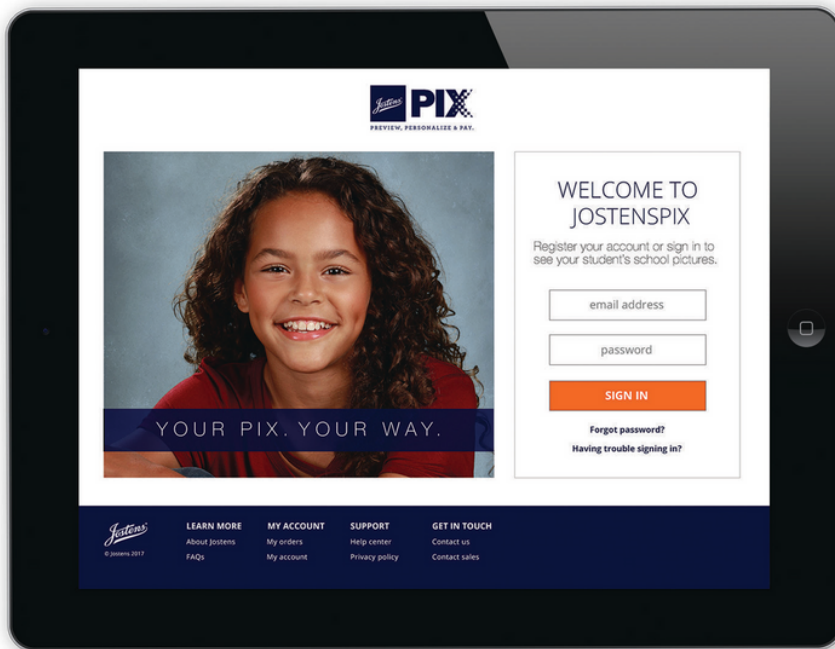 Jostens PIX
PREVIEW, PERSONALIZE & PAY.
YOUR PIX. YOUR WAY.
WELCOME TO
JOSTENSPIX
Register your account or sign in to
see your student's school pictures.
email address
password
SIGN IN
Forgot password?
Having trouble signing in?
Jostens
© Jostens 2017
LEARN MORE
About Jostens
FAQs
MY ACCOUNT
My orders
My account
SUPPORT
Help center
Privacy policy
GET IN TOUCH
Contact us
Contact sales